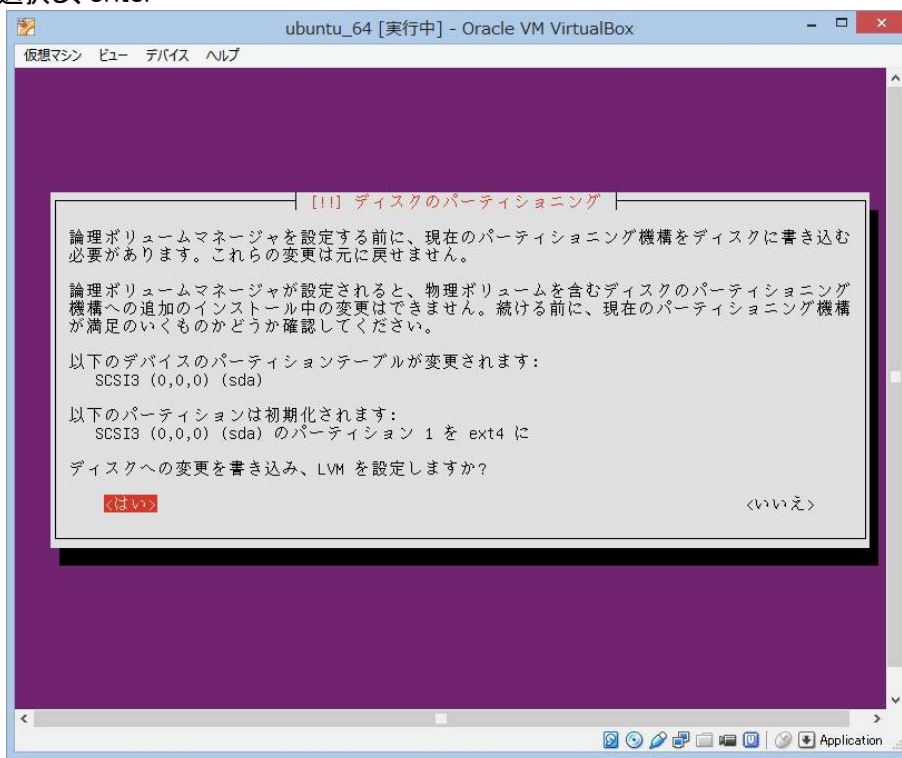 選択し、enter
ubuntu_64 [実行中] - Oracle VM VirtualBox
仮想マシン ビュー デバイス ヘルプ
[!!] ディスクのパーティショニング
論理ボリュームマネージャを設定する前に、現在のパーティショニング機構をディスクに書き込む
必要があります。これらの変更は元に戻せません。
論理ボリュームマネージャが設定されると、物理ボリュームを含むディスクのパーティショニング
機構への追加のインストール中の変更はできません。続ける前に、現在のパーティショニング機構
が満足のいくものかどうか確認してください。
以下のデバイスのパーティションテーブルが変更されます:
SCSI3 (0,0,0) (sda)
以下のパーティションは初期化されます:
SCSI3 (0,0,0) (sda) のパーティション 1 を ext4 に
ディスクへの変更を書き込み、LVM を設定しますか?
<はい> <いいえ>
Application